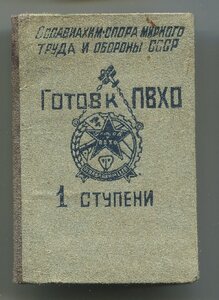 ОСОАВИАХИМ-ОПОРА МИРНОГО
ТРУДА И ОБОРОНЫ СССР
ГОТОВ К ПВХО
1 СТУПЕНИ